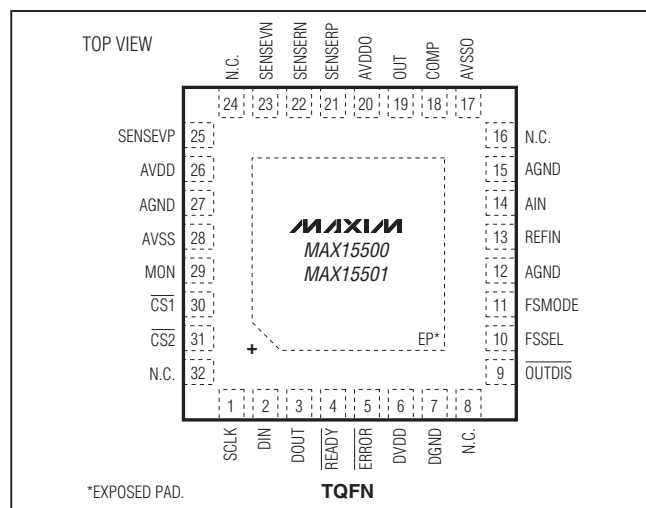 TOP VIEW
N.C.
SENSEVN
SENSERN
SENSERP
AVDDO
OUT
COMP
AVSSO
24 23 22 21 20 19 18 17
SENSEVP 25
AVDD 26
AGND 27
AVSS 28
MON 29
CS1 30
CS2 31
N.C. 32
16 N.C.
15 AGND
14 AIN
13 REFIN
12 AGND
11 FSMODE
10 FSSEL
9 OUTDIS
MAXIM
MAX15500
MAX15501
EP*
+
1 2 3 4 5 6 7 8
SCLK
DIN
DOUT
READY
ERROR
DVDD
DGND
N.C.
*EXPOSED PAD.
TQFN